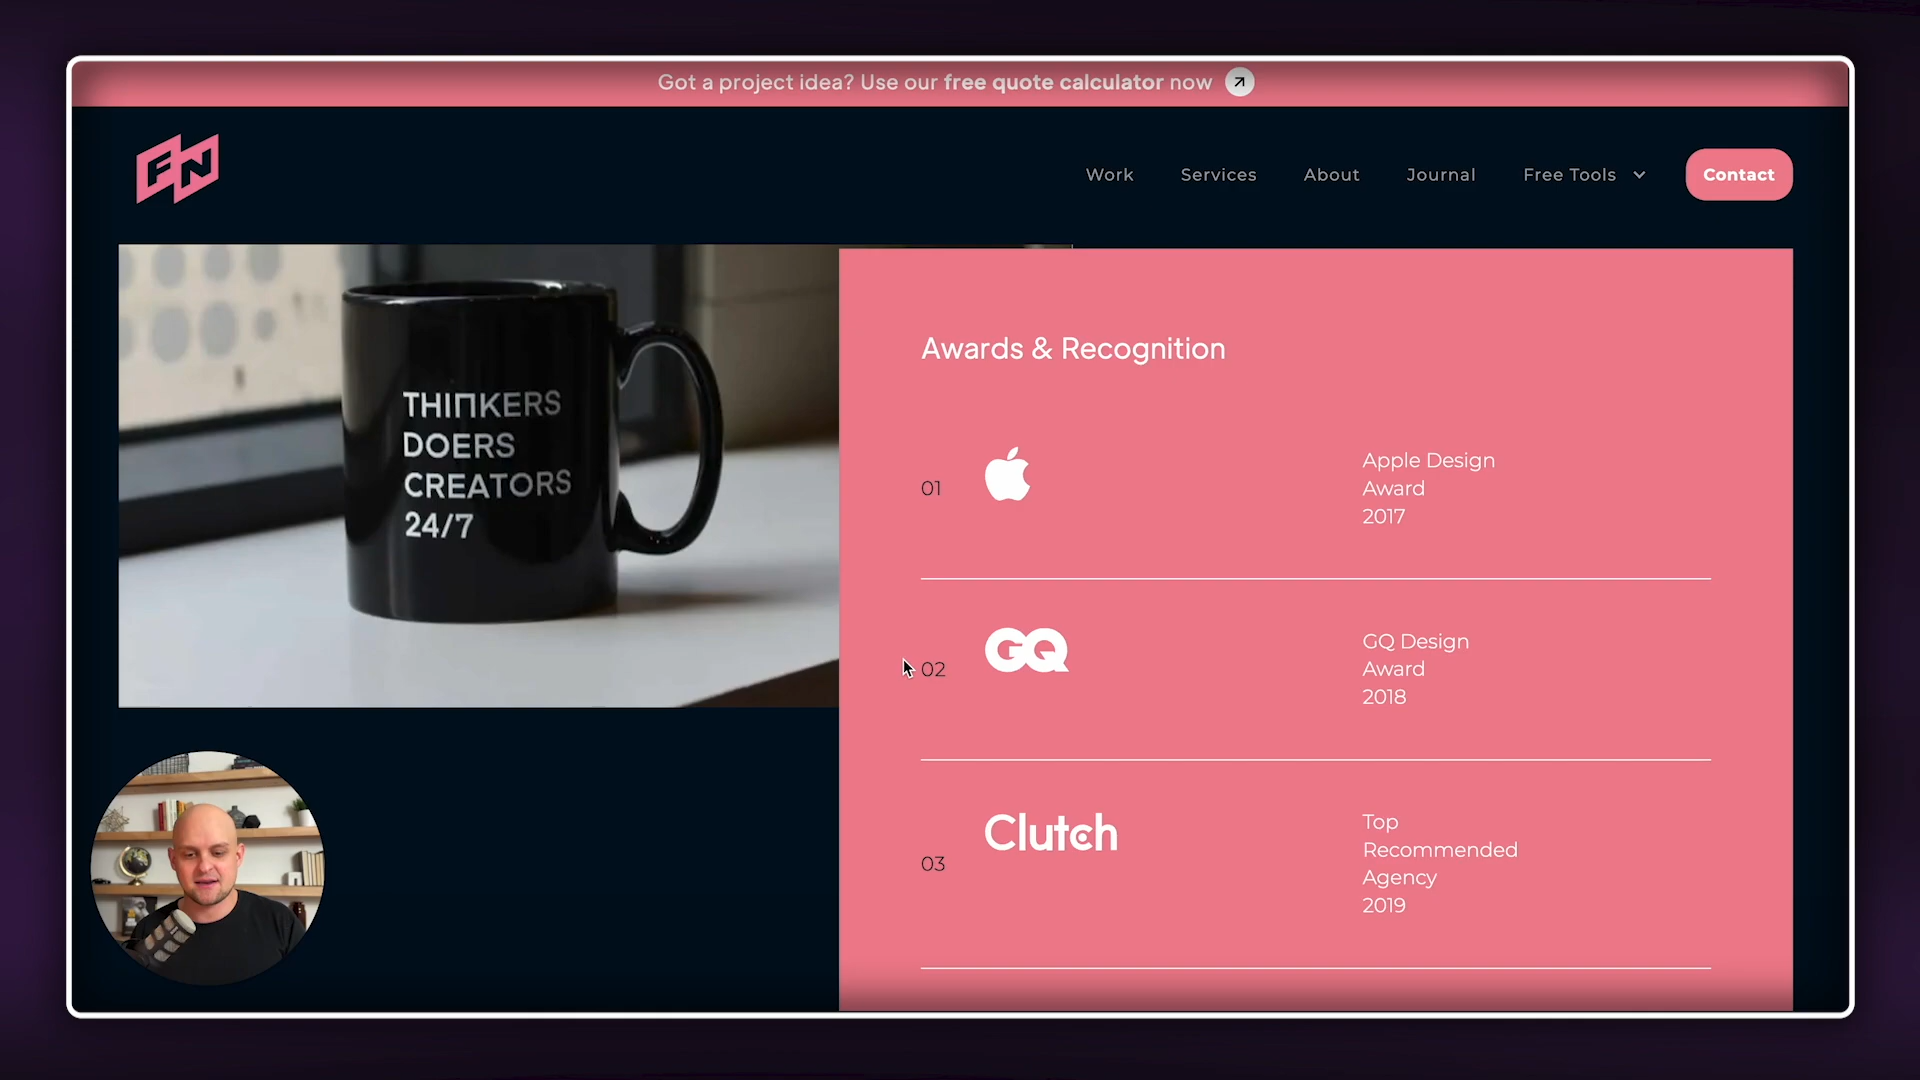 Got a project idea? Use our free quote calculator now
FN
Work Services About Journal Free Tools Contact
THINKERS
DOERS
CREATORS
24/7
Awards & Recognition
01
Apple Design
Award
2017
02
GQ
GQ Design
Award
2018
03
Clutch
Top
Recommended
Agency
2019